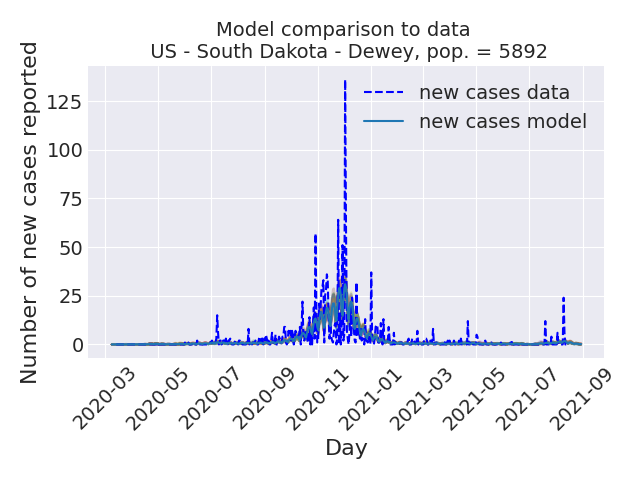 Model comparison to data
US - South Dakota - Dewey, pop. = 5892
Number of new cases reported
125
100
75
50
25
0
new cases data
new cases model
2020-03
2020-05
2020-07
2020-09
2020-11
2021-01
2021-03
2021-05
2021-07
2021-09
Day